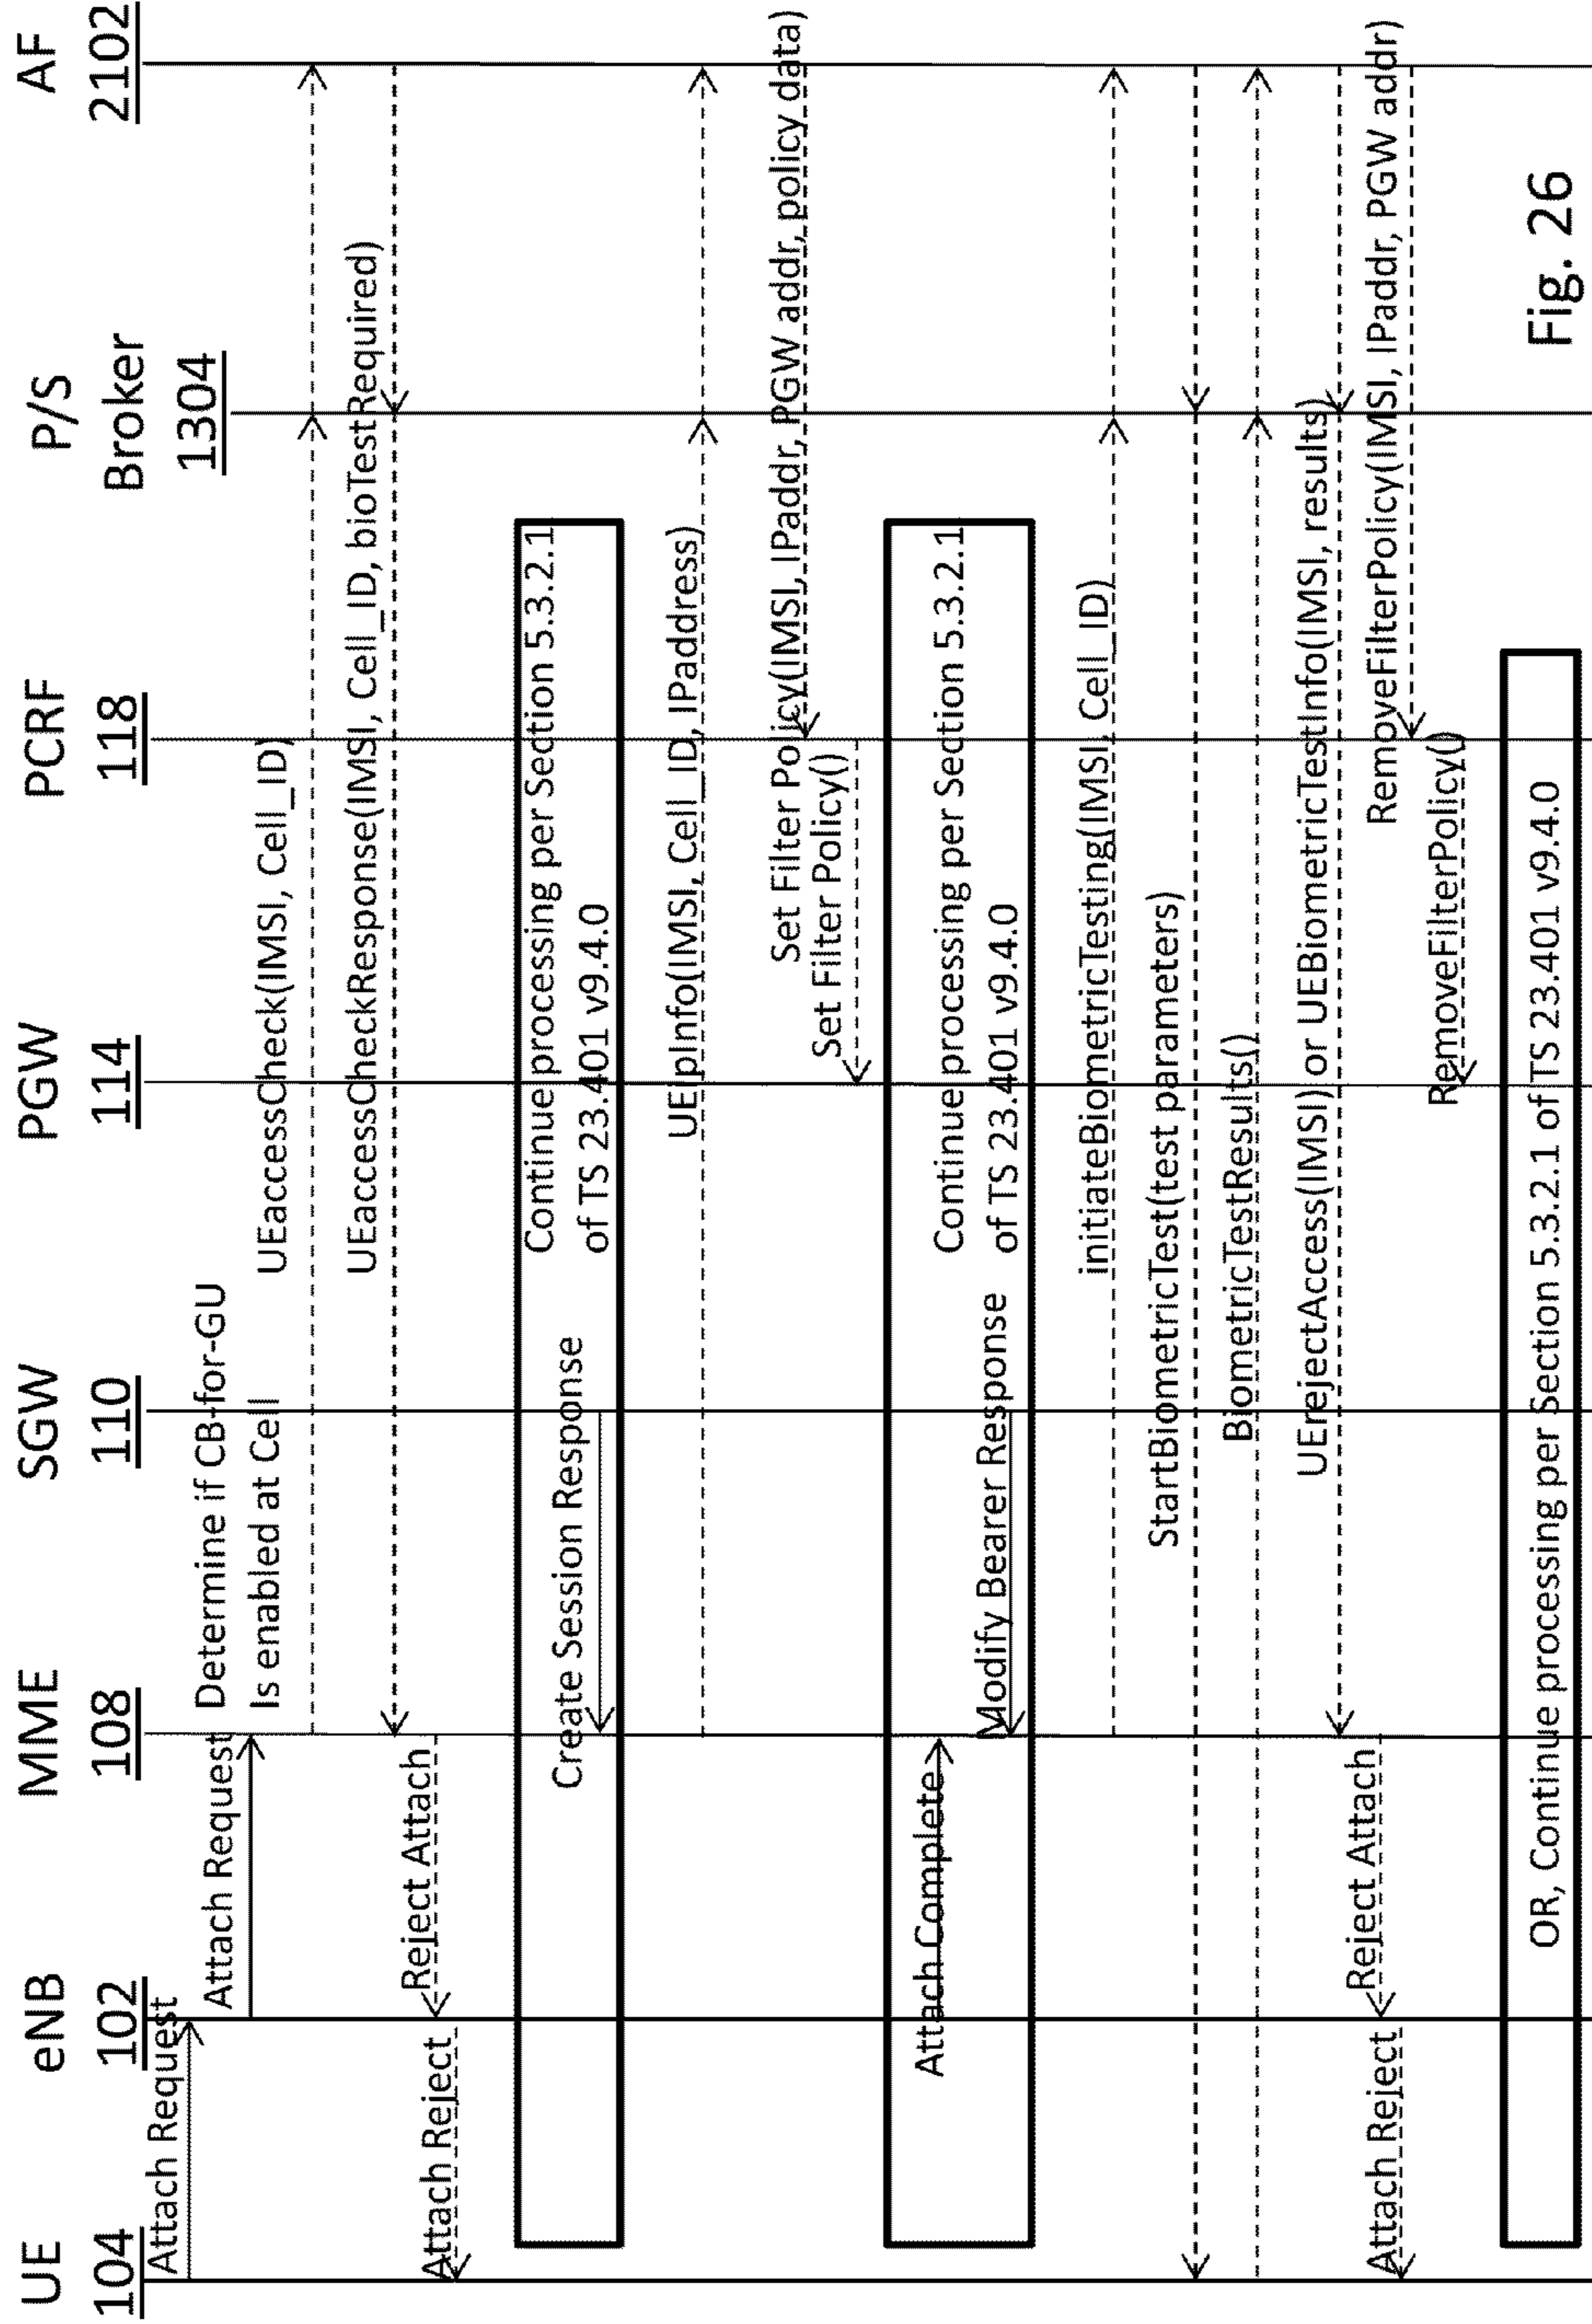 UE
104
eNB
102
MME
108
SGW
110
PGW
114
PCRF
118
P/S
Broker
1304
AF
2102
Attach Request
Attach Request
Determine if CB-for-GU
Is enabled at Cell
UEaccessCheck(IMSI, Cell_ID)
UEaccessCheckResponse(IMSI, Cell_ID, bioTestRequired)
Reject Attach
Attach Reject
Continue processing per Section 5.3.2.1
of TS 23.401 v9.4.0
Create Session Response
UEipInfo(IMSI, Cell_ID, IPaddress)
Set Filter Policy(IMSI, IPaddr, PGW addr, policy data)
Set Filter Policy()
Attach Complete
Continue processing per Section 5.3.2.1
of TS 23.401 v9.4.0
Modify Bearer Response
initiateBiometricTesting(IMSI, Cell_ID)
StartBiometricTest(test parameters)
BiometricTestResults()
UErejectAccess(IMSI) or UEBiometricTestInfo(IMSI, results)
Reject Attach
Attach Reject
RemoveFilterPolicy(IMSI, IPaddr, PGW addr)
RemoveFilterPolicy()
OR, Continue processing per Section 5.3.2.1 of TS 23.401 v9.4.0
Fig. 26